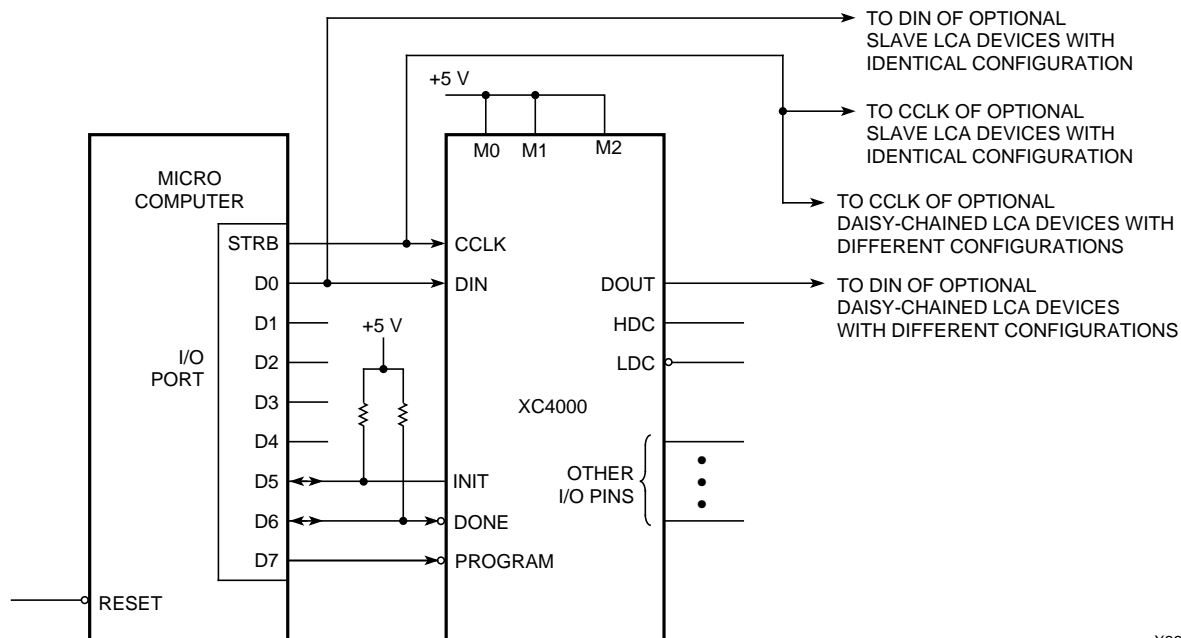 TO DIN OF OPTIONAL
SLAVE LCA DEVICES WITH
IDENTICAL CONFIGURATION
+5 V
TO CCLK OF OPTIONAL
SLAVE LCA DEVICES WITH
IDENTICAL CONFIGURATION
M0 M1 M2
MICRO
COMPUTER
TO CCLK OF OPTIONAL
DAISY-CHAINED LCA DEVICES WITH
DIFFERENT CONFIGURATIONS
STRB
CCLK
D0
DIN
DOUT
TO DIN OF OPTIONAL
DAISY-CHAINED LCA DEVICES
WITH DIFFERENT CONFIGURATIONS
D1
+5 V
HDC
I/O
PORT
D2
LDC
D3
XC4000
D4
D5
INIT
OTHER
I/O PINS
D6
DONE
D7
PROGRAM
RESET